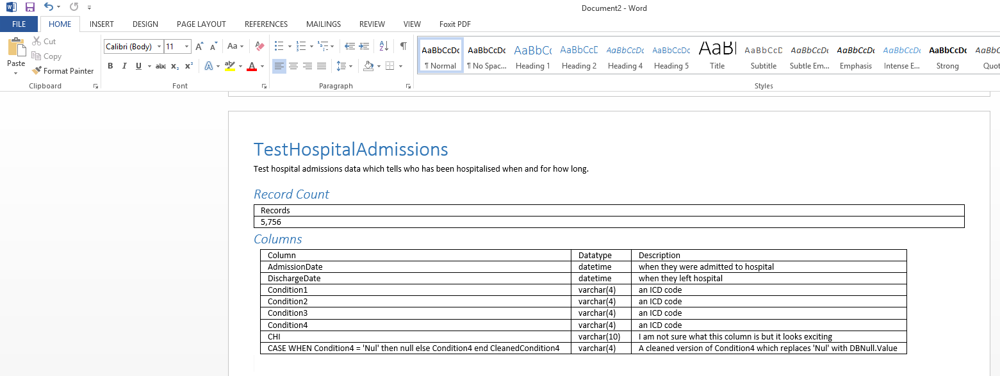 Document2 - Word
FILE HOME INSERT DESIGN PAGE LAYOUT REFERENCES MAILINGS REVIEW VIEW Foxit PDF
Cut
Copy
Format Painter
Paste
Calibri (Body) 11
AaBbCcDc AaBbCcDc AaBbCc AaBbCcD AaBbCcDc AaBbCcDc AaBl AaBbCcD AaBbCcDc AaBbCcDc AaBbCcDc AaBbCcDc AaBbC
¶ Normal ¶ No Spac... Heading 1 Heading 2 Heading 4 Heading 5 Title Subtitle Subtle Em... Emphasis Intense E... Strong Quot
Clipboard Font Paragraph Styles
TestHospitalAdmissions
Test hospital admissions data which tells who has been hospitalised when and for how long.
Record Count
Records
5,756
Columns
Column Datatype Description
AdmissionDate datetime when they were admitted to hospital
DischargeDate datetime when they left hospital
Condition1 varchar(4) an ICD code
Condition2 varchar(4) an ICD code
Condition3 varchar(4) an ICD code
Condition4 varchar(4) an ICD code
CHI varchar(10) I am not sure what this column is but it looks exciting
CASE WHEN Condition4 = 'Nul' then null else Condition4 end CleanedCondition4 varchar(4) A cleaned version of Condition4 which replaces 'Nul' with DBNull.Value